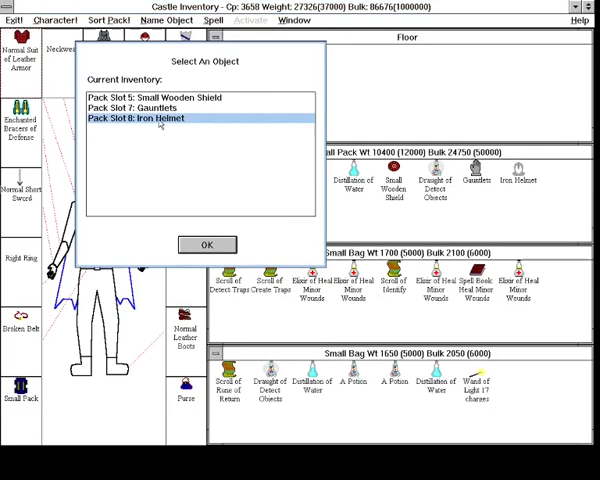 Castle Inventory - Cp: 3658 Weight: 27326(37000) Bulk: 86676(1000000)
Exit! Character! Sort Pack! Name Object Spell Activate Window Help
Normal Suit
of Leather
Armor
Neckwea
Enchanted
Bracers of
Defense
Normal Short
Sword
Right Ring
Broken Belt
Small Pack
Normal
Leather
Boots
Purse
Select An Object
Current Inventory:
Pack Slot 5: Small Wooden Shield
Pack Slot 7: Gauntlets
Pack Slot 8: Iron Helmet
OK
Floor
all Pack Wt 10400 (12000) Bulk 24750 (50000)
Distillation of
Water
Small
Wooden
Shield
Draught of
Detect
Objects
Gauntlets
Iron Helmet
Small Bag Wt 1700 (5000) Bulk 2100 (6000)
Scroll of
Detect Traps
Scroll of
Create Traps
Elixir of Heal
Minor
Wounds
Elixir of Heal
Minor
Wounds
Scroll of
Identify
Elixir of Heal
Minor
Wounds
Spell Book:
Heal Minor
Wounds
Elixir of Heal
Minor
Wounds
Small Bag Wt 1650 (5000) Bulk 2050 (6000)
Scroll of
Rune of
Return
Draught of
Detect
Objects
Distillation of
Water
A Potion
A Potion
Distillation of
Water
Wand of
Light 17
charges